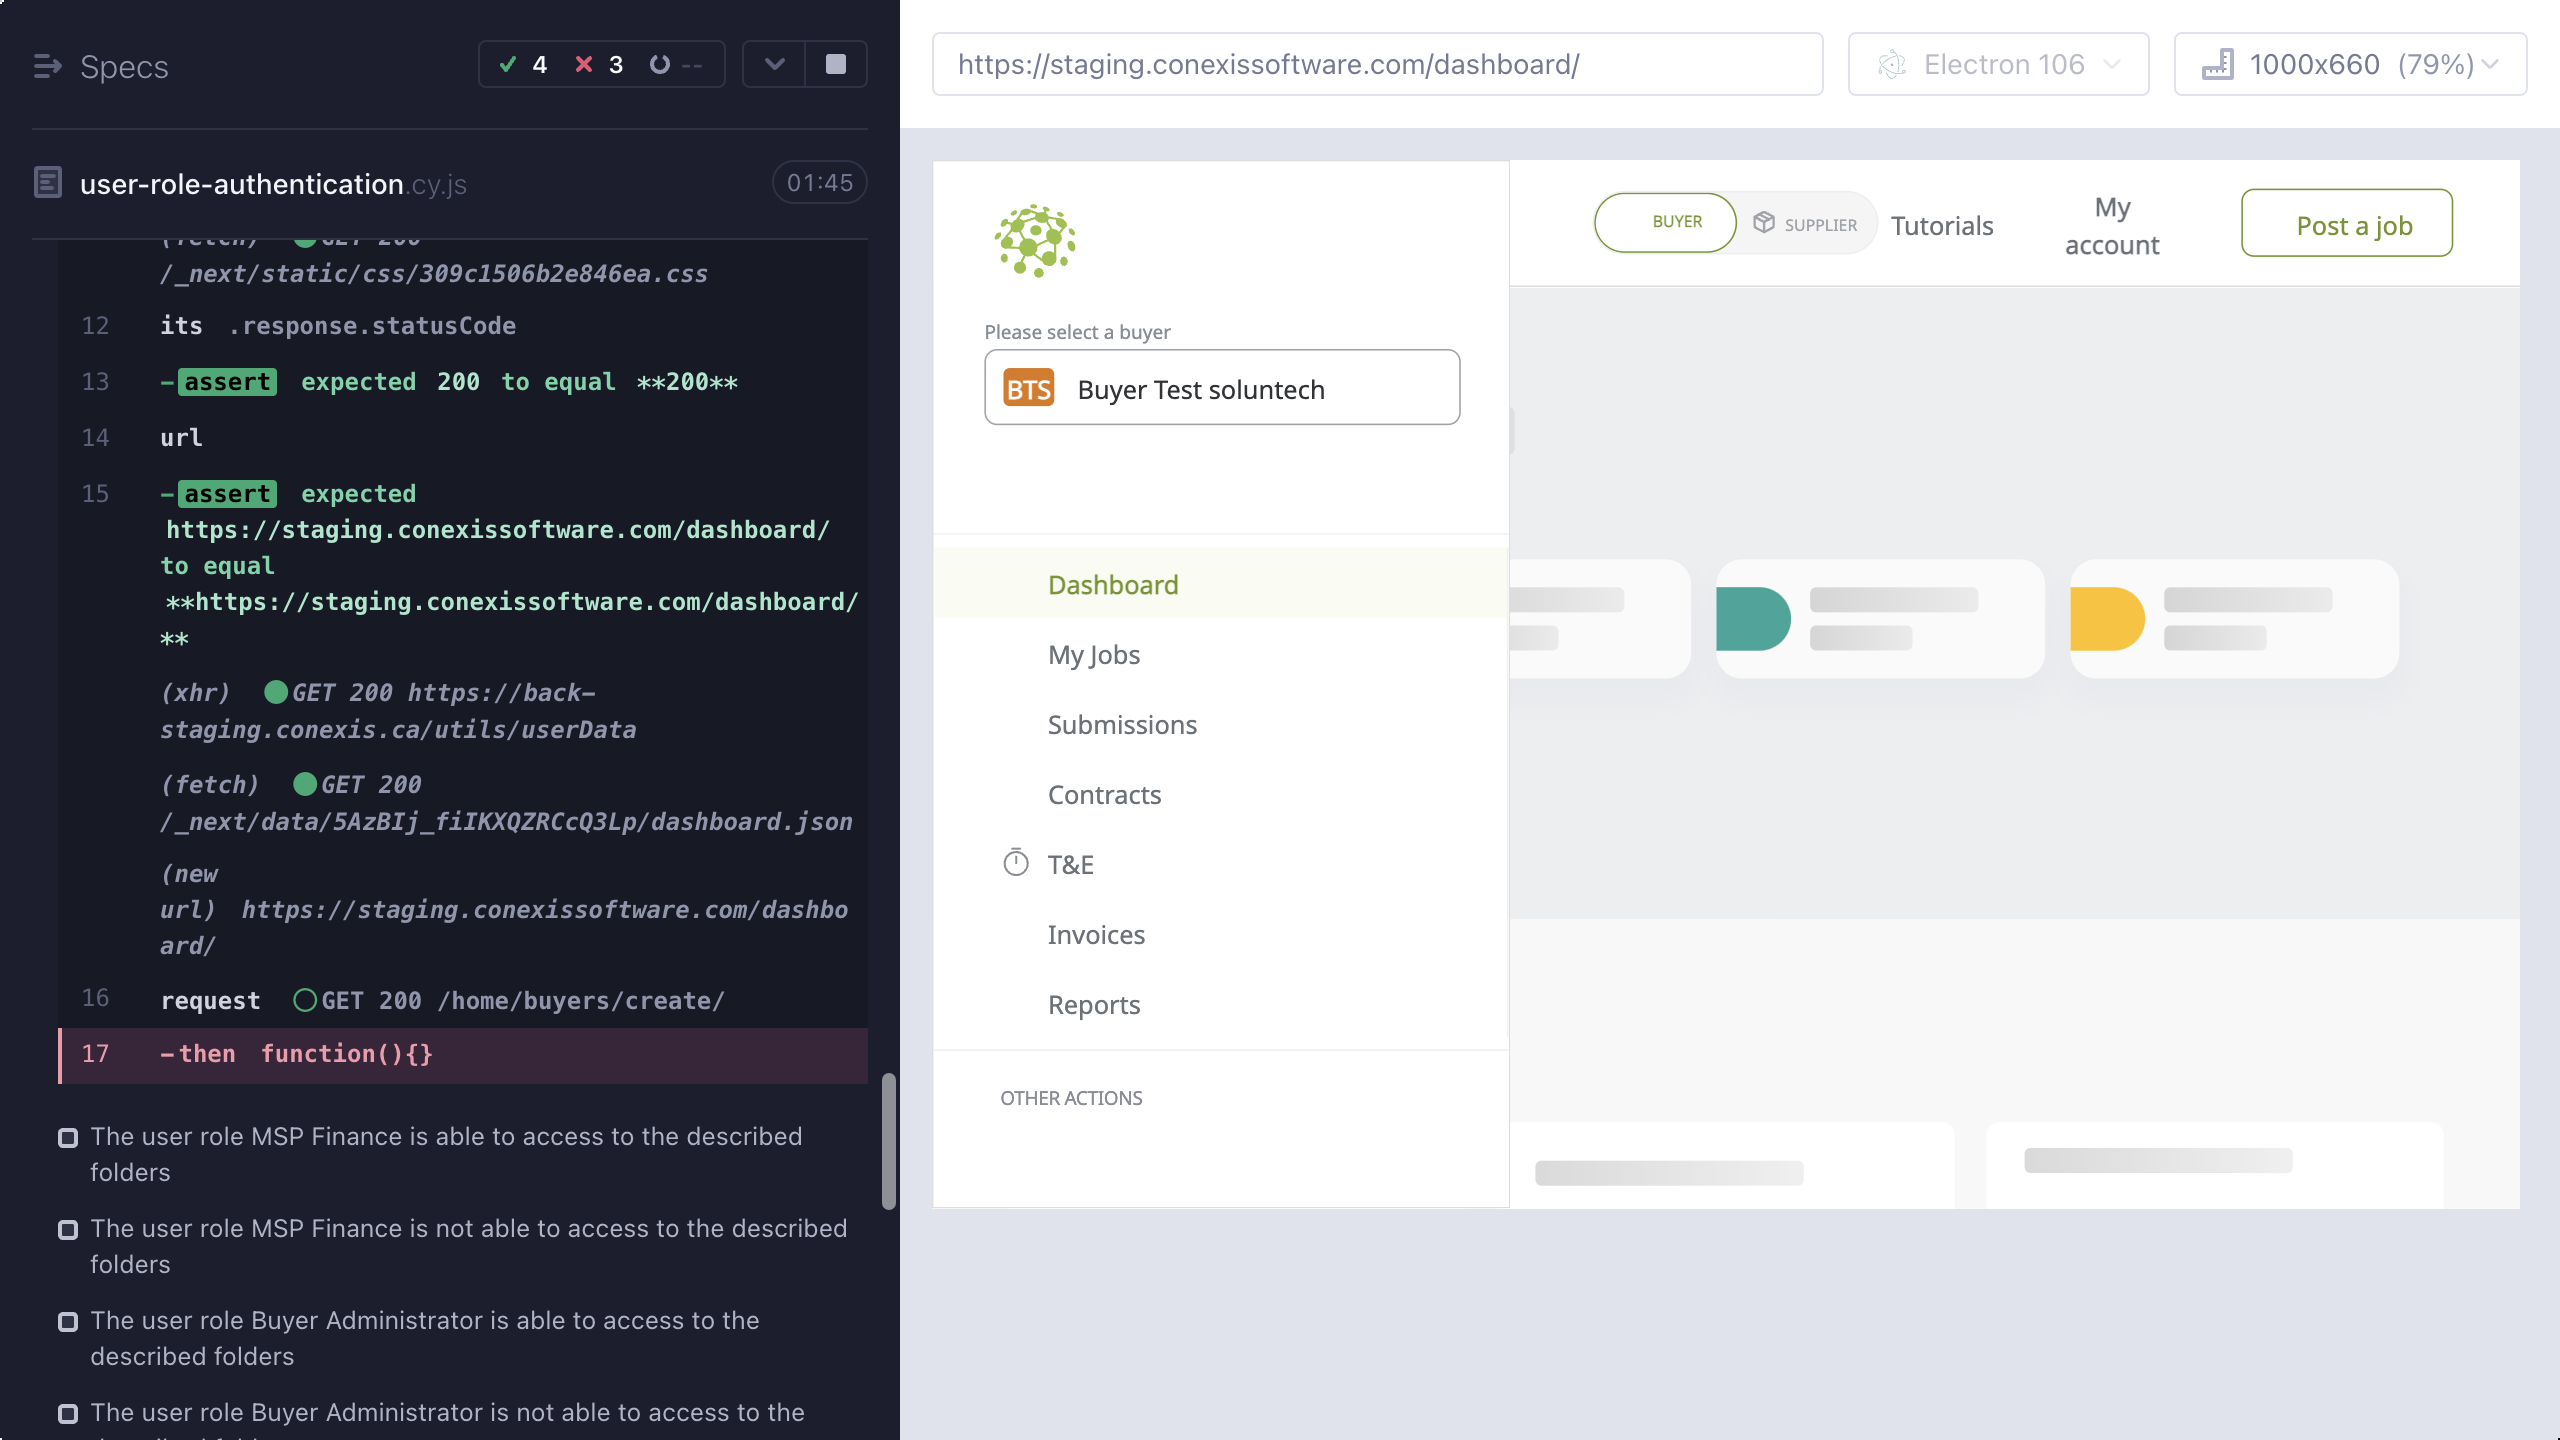 Specs
4 3 --
user-role-authentication.cy.js 01:45
(fetch) GET 200
/_next/static/css/309c1506b2e846ea.css
12 its .response.statusCode
13 -assert expected 200 to equal **200**
14 url
15 -assert expected
https://staging.conexissoftware.com/dashboard/
to equal
**https://staging.conexissoftware.com/dashboard/
**
(xhr) GET 200 https://back-
staging.conexis.ca/utils/userData
(fetch) GET 200
/_next/data/5AzBIj_fiIKXQZRCcQ3Lp/dashboard.json
(new
url) https://staging.conexissoftware.com/dashbo
ard/
16 request GET 200 /home/buyers/create/
17 -then function(){}
The user role MSP Finance is able to access to the described
folders
The user role MSP Finance is not able to access to the described
folders
The user role Buyer Administrator is able to access to the
described folders
The user role Buyer Administrator is not able to access to the
https://staging.conexissoftware.com/dashboard/
Electron 106
1000x660 (79%)
BUYER
SUPPLIER
Tutorials
My
account
Post a job
Please select a buyer
BTS Buyer Test soluntech
Dashboard
My Jobs
Submissions
Contracts
T&E
Invoices
Reports
OTHER ACTIONS